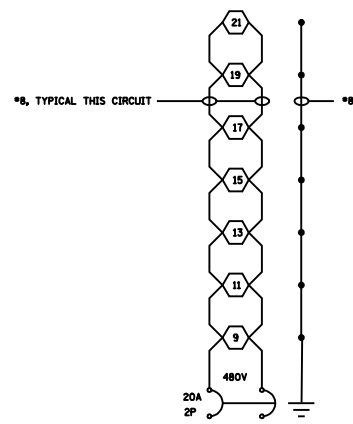 21
19
*8, TYPICAL THIS CIRCUIT
*8
17
15
13
11
9
480V
20A
2P